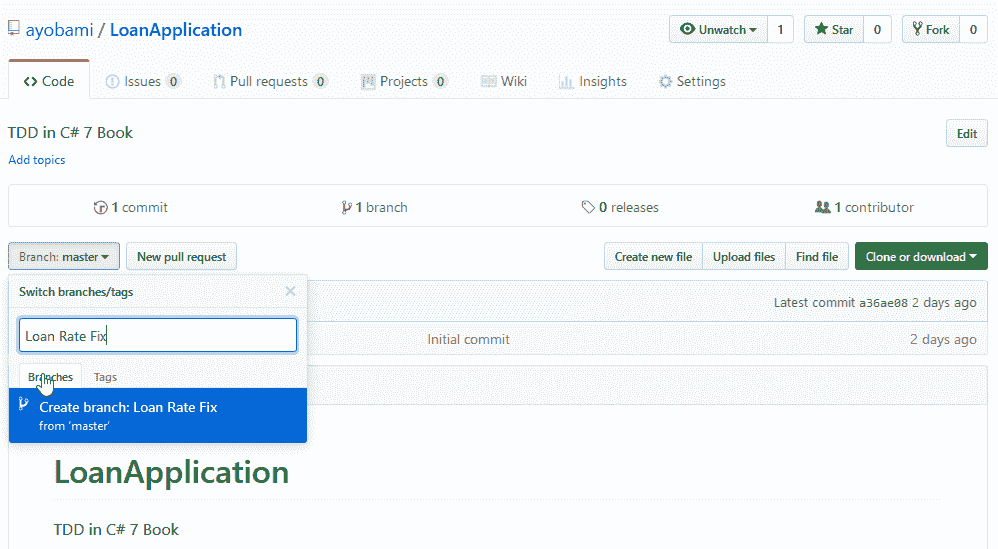 ayobami / LoanApplication
Unwatch 1 Star 0 Fork 0
Code Issues 0 Pull requests 0 Projects 0 Wiki Insights Settings
TDD in C# 7 Book
Edit
Add topics
1 commit 1 branch 0 releases 1 contributor
Branch: master New pull request Create new file Upload files Find file Clone or download
Switch branches/tags
Latest commit a36ae08 2 days ago
Loan Rate Fix
Initial commit 2 days ago
Branches Tags
Create branch: Loan Rate Fix
from 'master'
LoanApplication
TDD in C# 7 Book